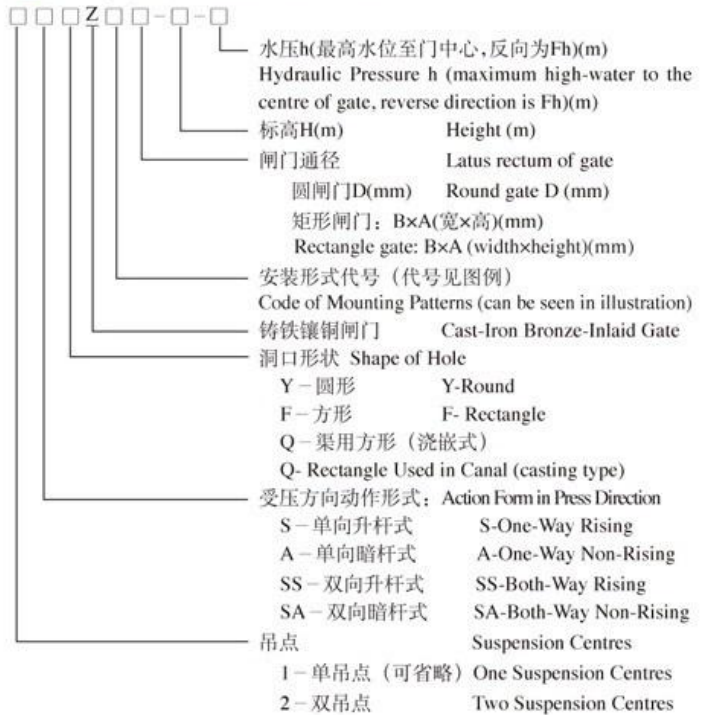 □□□Z□□-□-□
水压h(最高水位至门中心,反向为Fh)(m)
Hydraulic Pressure h (maximum high-water to the
centre of gate, reverse direction is Fh)(m)
标高H(m) Height (m)
闸门通径 Latus rectum of gate
圆闸门D(mm) Round gate D (mm)
矩形闸门：B×A(宽×高)(mm)
Rectangle gate: B×A (width×height)(mm)
安装形式代号（代号见图例）
Code of Mounting Patterns (can be seen in illustration)
铸铁镶铜闸门 Cast-Iron Bronze-Inlaid Gate
洞口形状 Shape of Hole
Y－圆形 Y-Round
F－方形 F- Rectangle
Q－渠用方形（浇嵌式）
Q- Rectangle Used in Canal (casting type)
受压方向动作形式：Action Form in Press Direction
S－单向升杆式 S-One-Way Rising
A－单向暗杆式 A-One-Way Non-Rising
SS－双向升杆式 SS-Both-Way Rising
SA－双向暗杆式 SA-Both-Way Non-Rising
吊点 Suspension Centres
1－单吊点（可省略）One Suspension Centres
2－双吊点 Two Suspension Centres